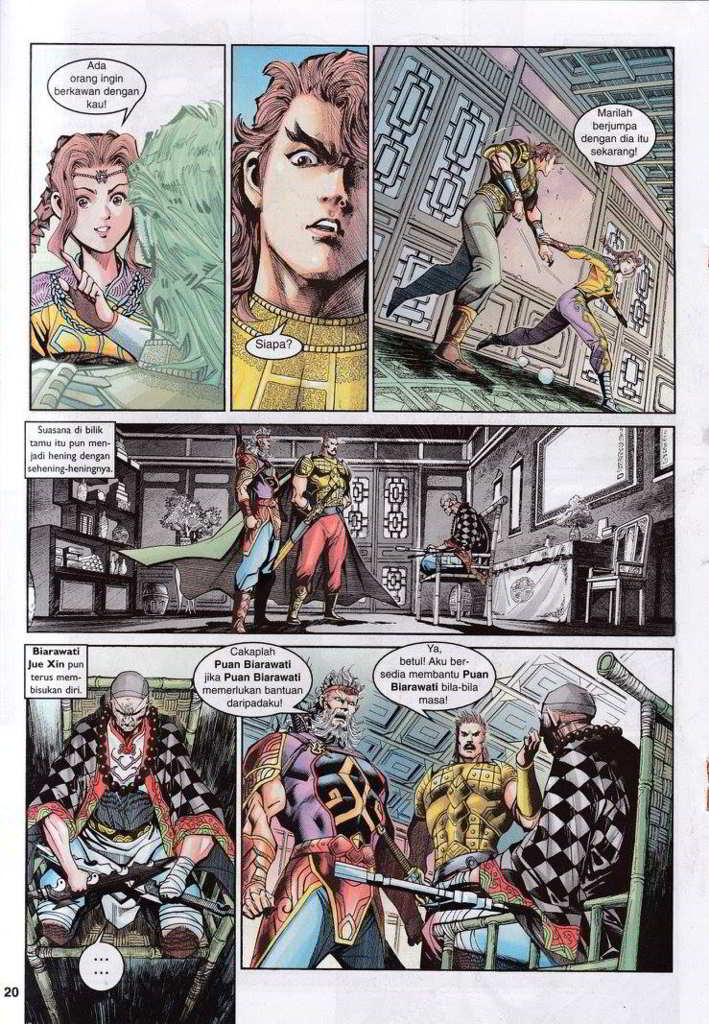 Ada
orang ingin
berkawan dengan
kau!
Siapa?
Marilah
berjumpa
dengan dia itu
sekarang!
Suasana di bilik
tamu itu pun men-
jadi hening dengan
sehening-heningnya.
Biarawati
Jue Xin pun
terus mem-
bisukan diri.
...
...
Cakaplah
Puan Biarawati
jika Puan Biarawati
memerlukan bantuan
daripadaku!
Ya,
betul! Aku ber-
sedia membantu Puan
Biarawati bila-bila
masa!
20